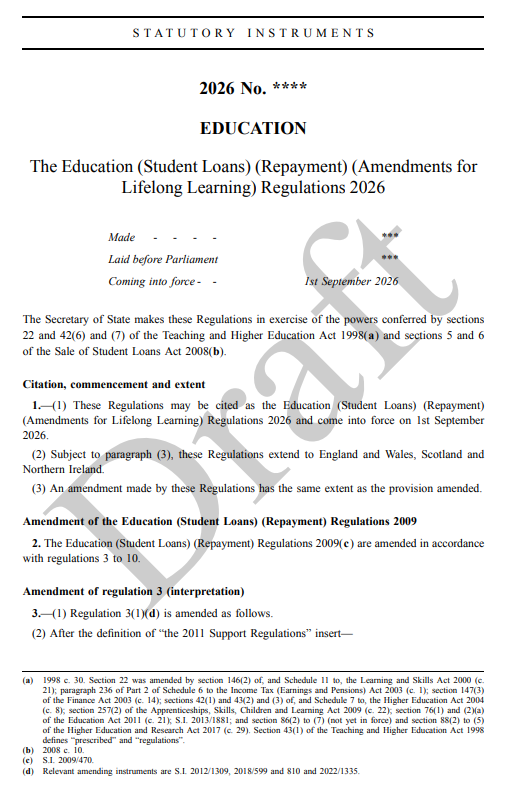 STATUTORY INSTRUMENTS
2026 No. ****
EDUCATION
The Education (Student Loans) (Repayment) (Amendments for
Lifelong Learning) Regulations 2026
Made - - - - ***
Laid before Parliament ***
Coming into force - - 1st September 2026
The Secretary of State makes these Regulations in exercise of the powers conferred by sections
22 and 42(6) and (7) of the Teaching and Higher Education Act 1998(a) and sections 5 and 6
of the Sale of Student Loans Act 2008(b).
Citation, commencement and extent
1.—(1) These Regulations may be cited as the Education (Student Loans) (Repayment)
(Amendments for Lifelong Learning) Regulations 2026 and come into force on 1st September
2026.
(2) Subject to paragraph (3), these Regulations extend to England and Wales, Scotland and
Northern Ireland.
(3) An amendment made by these Regulations has the same extent as the provision amended.
Amendment of the Education (Student Loans) (Repayment) Regulations 2009
2. The Education (Student Loans) (Repayment) Regulations 2009(c) are amended in accordance
with regulations 3 to 10.
Amendment of regulation 3 (interpretation)
3.—(1) Regulation 3(1)(d) is amended as follows.
(2) After the definition of “the 2011 Support Regulations” insert—
(a) 1998 c. 30. Section 22 was amended by section 146(2) of, and Schedule 11 to, the Learning and Skills Act 2000 (c.
21); paragraph 236 of Part 2 of Schedule 6 to the Income Tax (Earnings and Pensions) Act 2003 (c. 1); section 147(3)
of the Finance Act 2003 (c. 14); sections 42(1) and 43(2) and (3) of, and Schedule 7 to, the Higher Education Act 2004
(c. 8); section 257(2) of the Apprenticeships, Skills, Children and Learning Act 2009 (c. 22); section 76(1) and (2)(a)
of the Education Act 2011 (c. 21); S.I. 2013/1881; and section 86(2) to (7) (not yet in force) and section 88(2) to (5)
of the Higher Education and Research Act 2017 (c. 29). Section 43(1) of the Teaching and Higher Education Act 1998
defines “prescribed” and “regulations”.
(b) 2008 c. 10.
(c) S.I. 2009/470.
(d) Relevant amending instruments are S.I. 2012/1309, 2018/599 and 810 and 2022/1335.
Draft